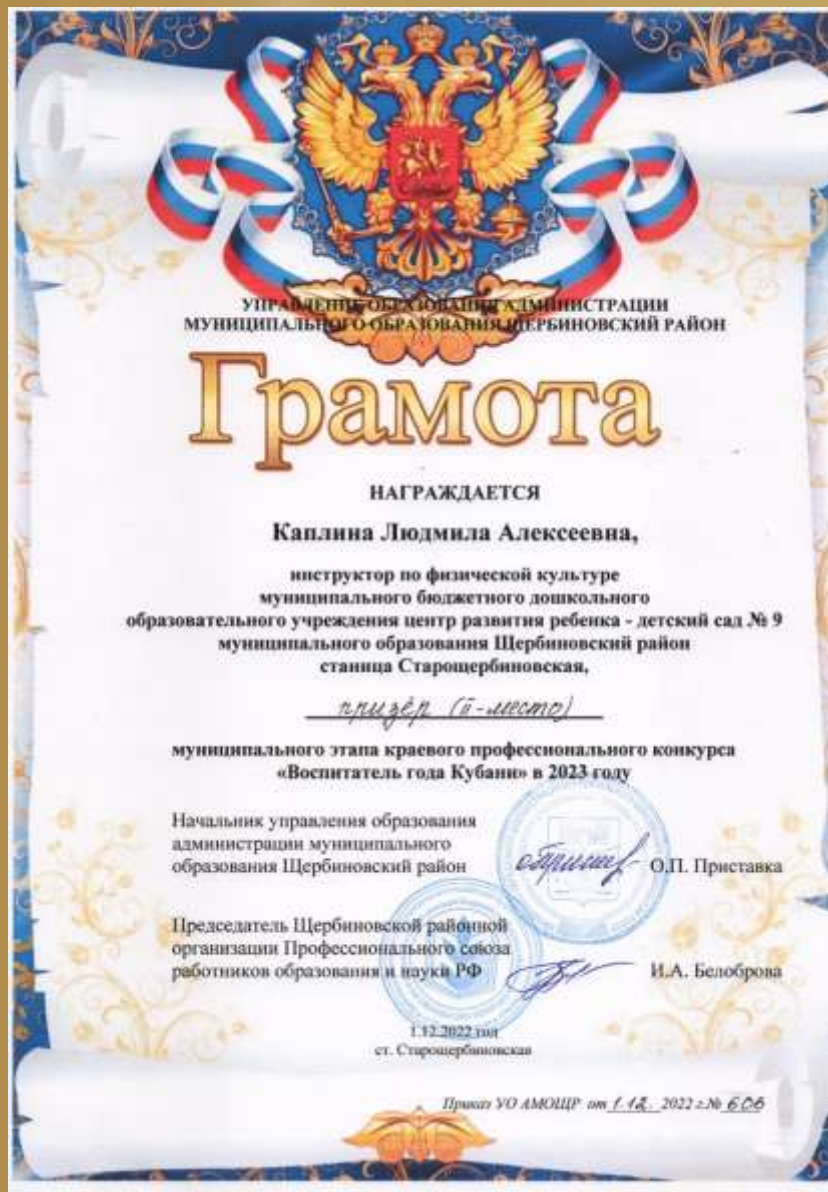 УПРАВЛЕНИЕ ОБРАЗОВАНИЯ АДМИНИСТРАЦИИ
МУНИЦИПАЛЬНОГО ОБРАЗОВАНИЯ ЩЕРБИНОВСКИЙ РАЙОН
Грамота
НАГРАЖДАЕТСЯ
Каплина Людмила Алексеевна,
инструктор по физической культуре
муниципального бюджетного дошкольного
образовательного учреждения центр развития ребенка - детский сад № 9
муниципального образования Щербиновский район
станица Старощербиновская,
призёр (II-место)
муниципального этапа краевого профессионального конкурса
«Воспитатель года Кубани» в 2023 году
Начальник управления образования
администрации муниципального
образования Щербиновский район О.П. Приставка
Председатель Щербиновской районной
организации Профессионального союза
работников образования и науки РФ И.А. Белоброва
1.12.2022 год
ст. Старощербиновская
Приказ УО АМОЩР от 1.12. 2022 г.№ 606